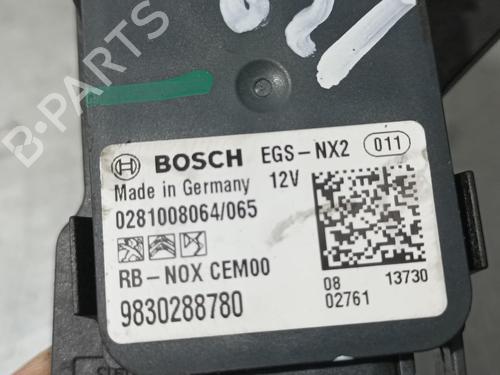 B-PARTS
BOSCH EGS-NX2 011
Made in Germany 12V
0281008064/065
RB-NOX CEM00
9830288780
08 13730
02761